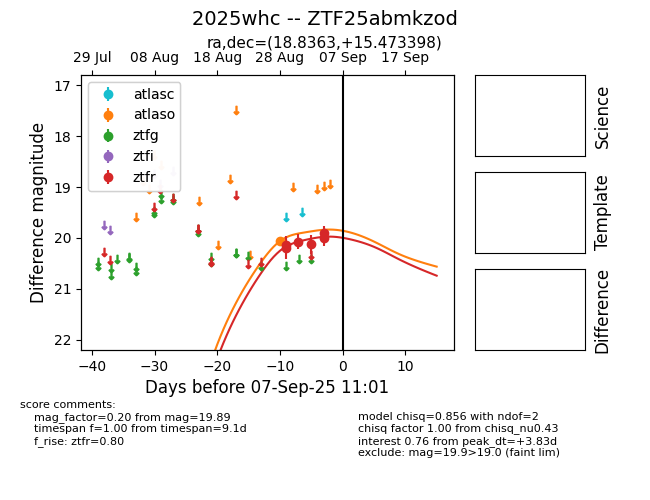 2025whc -- ZTF25abmkzod
ra,dec=(18.8363,+15.473398)
29 Jul 08 Aug 18 Aug 28 Aug 07 Sep 17 Sep
atlasc
atlaso
ztfg
ztfi
ztfr
17
18
19
20
21
22
Difference magnitude
−40 −30 −20 −10 0 10
Days before 07-Sep-25 11:01
Science
Template
Difference
score comments:
mag_factor=0.20 from mag=19.89
timespan f=1.00 from timespan=9.1d
f_rise: ztfr=0.80
model chisq=0.856 with ndof=2
chisq factor 1.00 from chisq_nu0.43
interest 0.76 from peak_dt=+3.83d
exclude: mag=19.9>19.0 (faint lim)